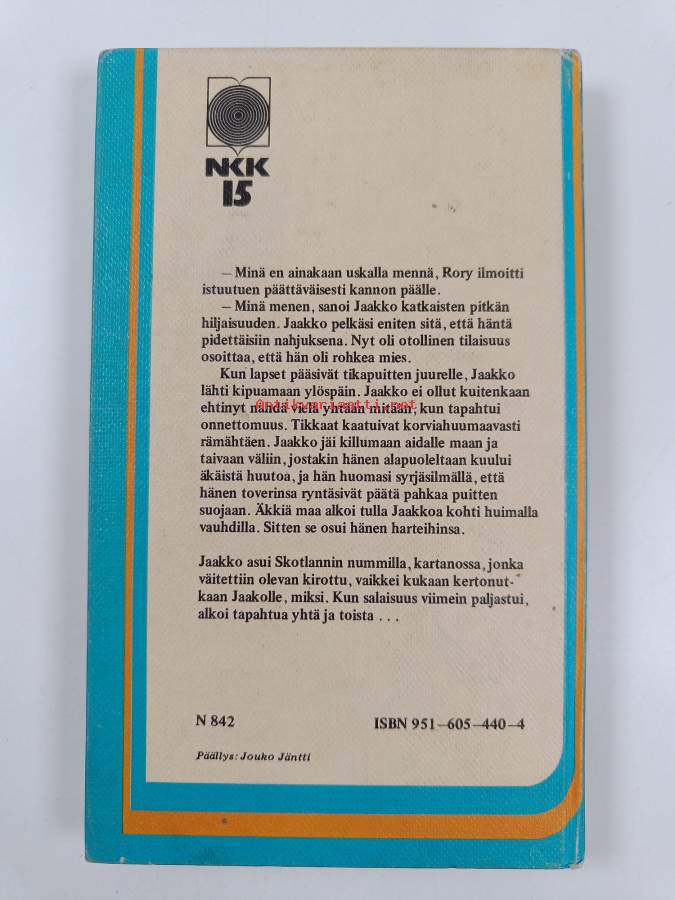 NKK
15
— Minä en ainakaan uskalla mennä, Rory ilmoitti
istuutuen päättäväisesti kannon päälle.
— Minä menen, sanoi Jaakko katkaisten pitkän
hiljaisuuden. Jaakko pelkäsi eniten sitä, että häntä
pidettäisiin nahjuksena. Nyt oli otollinen tilaisuus
osoittaa, että hän oli rohkea mies.
Kun lapset pääsivät tikapuitten juurelle, Jaakko
lähti kipuamaan ylöspäin. Jaakko ei ollut kuitenkaan
Antikvariaatti.net
ehtinyt nähdä vielä yhtään mitään, kun tapahtui
onnettomuus. Tikkaat kaatuivat korviahuumaavasti
rämähtäen. Jaakko jäi killumaan aidalle maan ja
taivaan väliin, jostakin hänen alapuoleltaan kuului
äkäistä huutoa, ja hän huomasi syrjäsilmällä, että
hänen toverinsa ryntäsivät päätä pahkaa puitten
suojaan. Äkkiä maa alkoi tulla Jaakkoa kohti huimalla
vauhdilla. Sitten se osui hänen harteihinsa.
Jaakko asui Skotlannin nummilla, kartanossa, jonka
väitettiin olevan kirottu, vaikkei kukaan kertonut-
kaan Jaakolle, miksi. Kun salaisuus viimein paljastui,
alkoi tapahtua yhtä ja toista . . .
Antikvariaatti.net
N 842
ISBN 951—605—440—4
Päällys: Jouko Jäntti